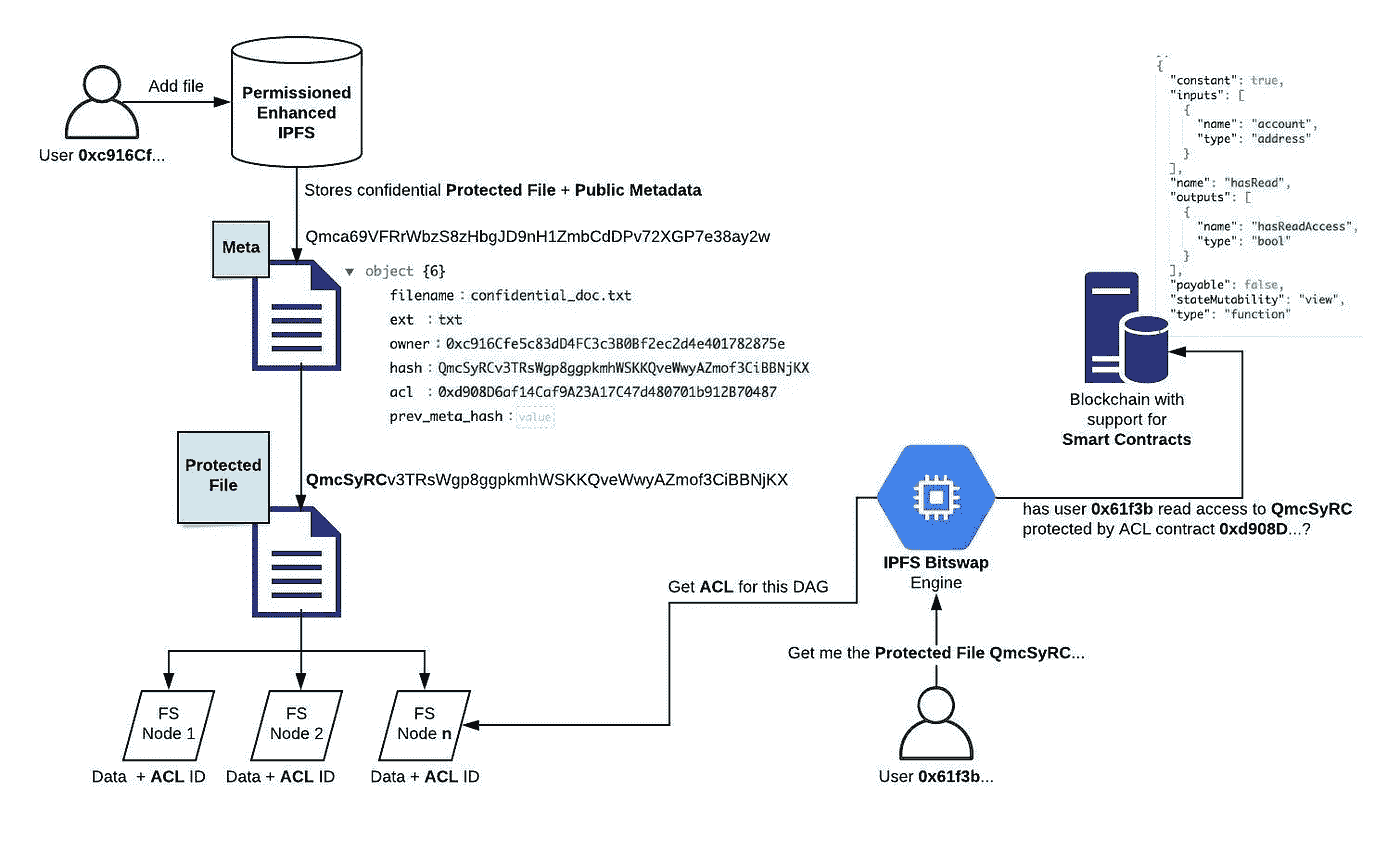 Add file
User 0xc916Cf...
Permissioned
Enhanced
IPFS
Stores confidential Protected File + Public Metadata
Meta
Qmca69VFRrWbzS8zHbgJD9nH1ZmbCdDPv72XGP7e38ay2w
▼ object {6}
filename : confidential_doc.txt
ext : txt
owner : 0xc916Cfe5c83dD4FC3c3B0Bf2ec2d4e401782875e
hash : QmcSyRCv3TRsWgp8ggpkmhWSKKQveWwyAZmof3CiBBNjKX
acl : 0xd908D6af14Caf9A23A17C47d480701b912B70487
prev_meta_hash : value
Protected
File
QmcSyRCv3TRsWgp8ggpkmhWSKKQveWwyAZmof3CiBBNjKX
FS
Node 1
Data + ACL ID
FS
Node 2
Data + ACL ID
FS
Node n
Data + ACL ID
Get ACL for this DAG
IPFS Bitswap
Engine
Get me the Protected File QmcSyRC...
User 0x61f3b...
has user 0x61f3b read access to QmcSyRC
protected by ACL contract 0xd908D...?
Blockchain with
support for
Smart Contracts
{
"constant": true,
"inputs": [
{
"name": "account",
"type": "address"
}
],
"name": "hasRead",
"outputs": [
{
"name": "hasReadAccess",
"type": "bool"
}
],
"payable": false,
"stateMutability": "view",
"type": "function"